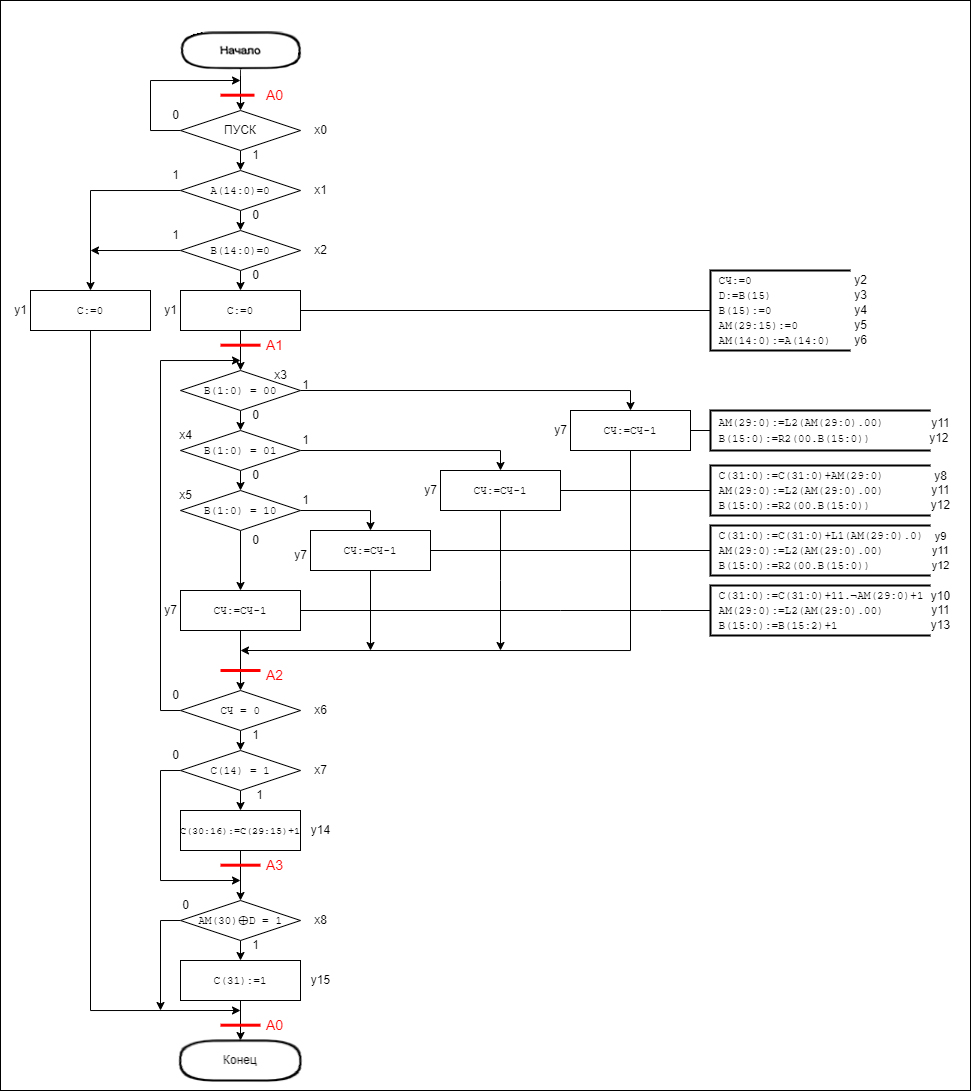 Начало
A0
0
ПУСК
x0
1
1
A(14:0)=0
x1
0
1
B(14:0)=0
x2
0
y1
C:=0
y1
C:=0
СЧ:=0 y2
D:=B(15) y3
B(15):=0 y4
AM(29:15):=0 y5
AM(14:0):=A(14:0) y6
A1
x3
B(1:0) = 00
1
0
y7
СЧ:=СЧ-1
AM(29:0):=L2(AM(29:0).00) y11
B(15:0):=R2(00.B(15:0)) y12
x4
B(1:0) = 01
1
0
y7
СЧ:=СЧ-1
C(31:0):=C(31:0)+AM(29:0) y8
AM(29:0):=L2(AM(29:0).00) y11
B(15:0):=R2(00.B(15:0)) y12
x5
B(1:0) = 10
1
0
y7
СЧ:=СЧ-1
C(31:0):=C(31:0)+L1(AM(29:0).0) y9
AM(29:0):=L2(AM(29:0).00) y11
B(15:0):=R2(00.B(15:0)) y12
y7
СЧ:=СЧ-1
C(31:0):=C(31:0)+11.¬AM(29:0)+1 y10
AM(29:0):=L2(AM(29:0).00) y11
B(15:0):=B(15:2)+1 y13
A2
0
СЧ = 0
x6
1
0
C(14) = 1
x7
1
C(30:16):=C(29:15)+1
y14
A3
0
AM(30)⊕D = 1
x8
1
C(31):=1
y15
A0
Конец